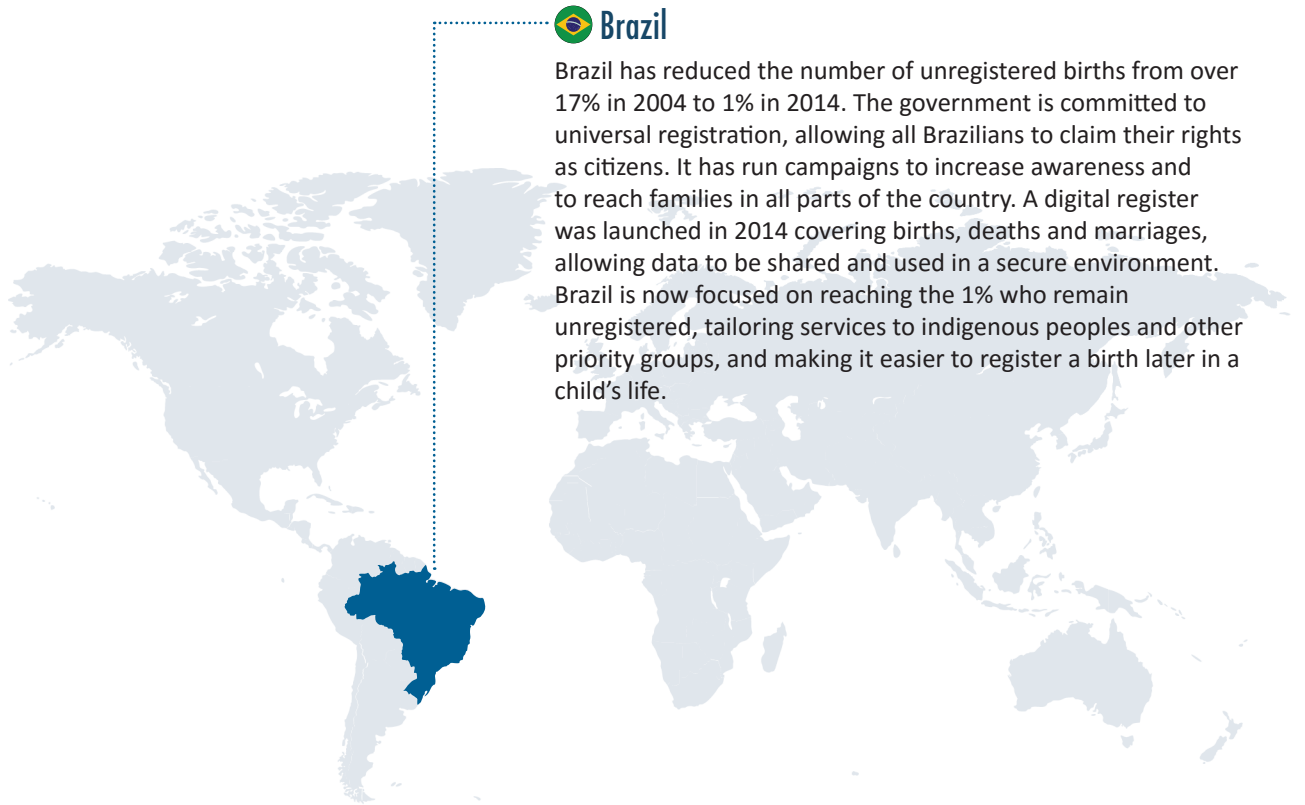 Brazil
Brazil has reduced the number of unregistered births from over
17% in 2004 to 1% in 2014. The government is committed to
universal registration, allowing all Brazilians to claim their rights
as citizens. It has run campaigns to increase awareness and
to reach families in all parts of the country. A digital register
was launched in 2014 covering births, deaths and marriages,
allowing data to be shared and used in a secure environment.
Brazil is now focused on reaching the 1% who remain
unregistered, tailoring services to indigenous peoples and other
priority groups, and making it easier to register a birth later in a
child’s life.